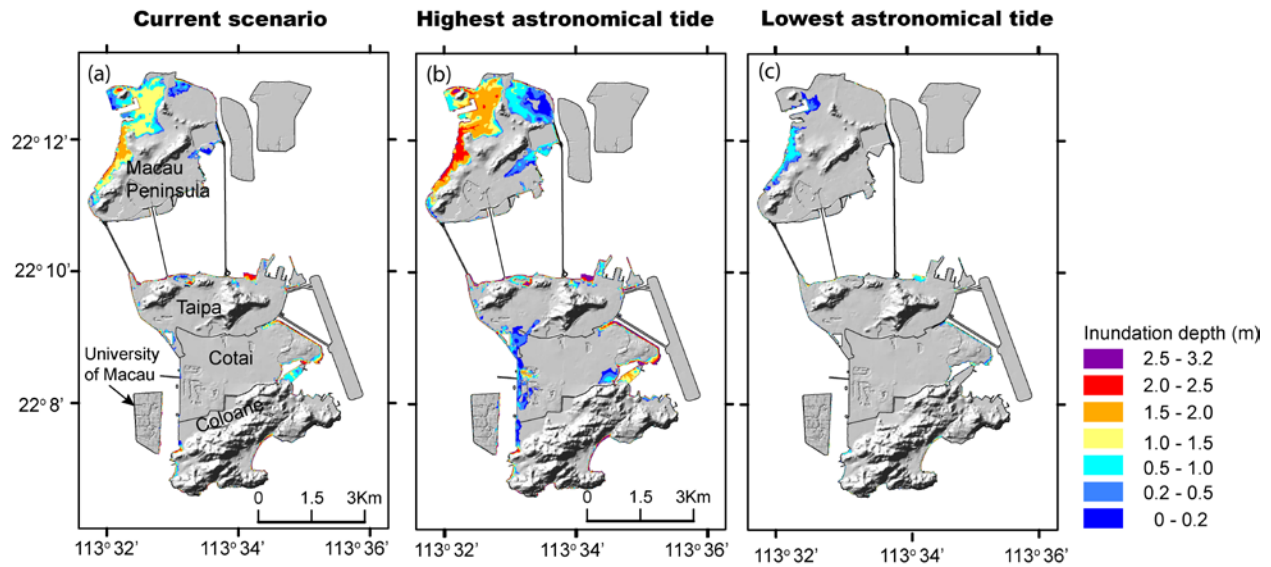 Current scenario
Highest astronomical tide
Lowest astronomical tide
(a)
(b)
(c)
22° 12'
22° 10'
22° 8'
Macau
Peninsula
Taipa
Cotai
Coloane
University
of Macau
0 1.5 3Km
0 1.5 3Km
113° 32' 113° 34' 113° 36'
113° 32' 113° 34' 113° 36'
113° 32' 113° 34' 113° 36'
Inundation depth (m)
2.5 - 3.2
2.0 - 2.5
1.5 - 2.0
1.0 - 1.5
0.5 - 1.0
0.2 - 0.5
0 - 0.2